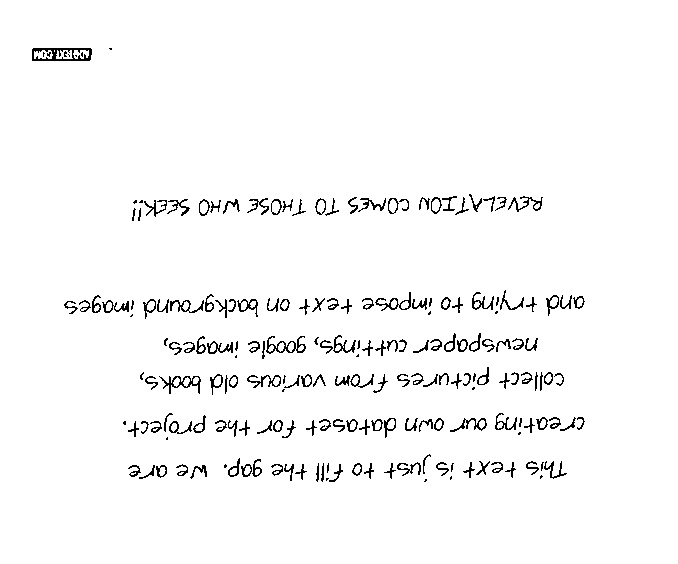 This text is just to fill the gap. We are
creating our own dataset for the project.
collect pictures from various old books,
newspaper cuttings, google images,
and trying to impose text on background images
REVELATION COMES TO THOSE WHO SEEK!!
ADDTEXT.COM